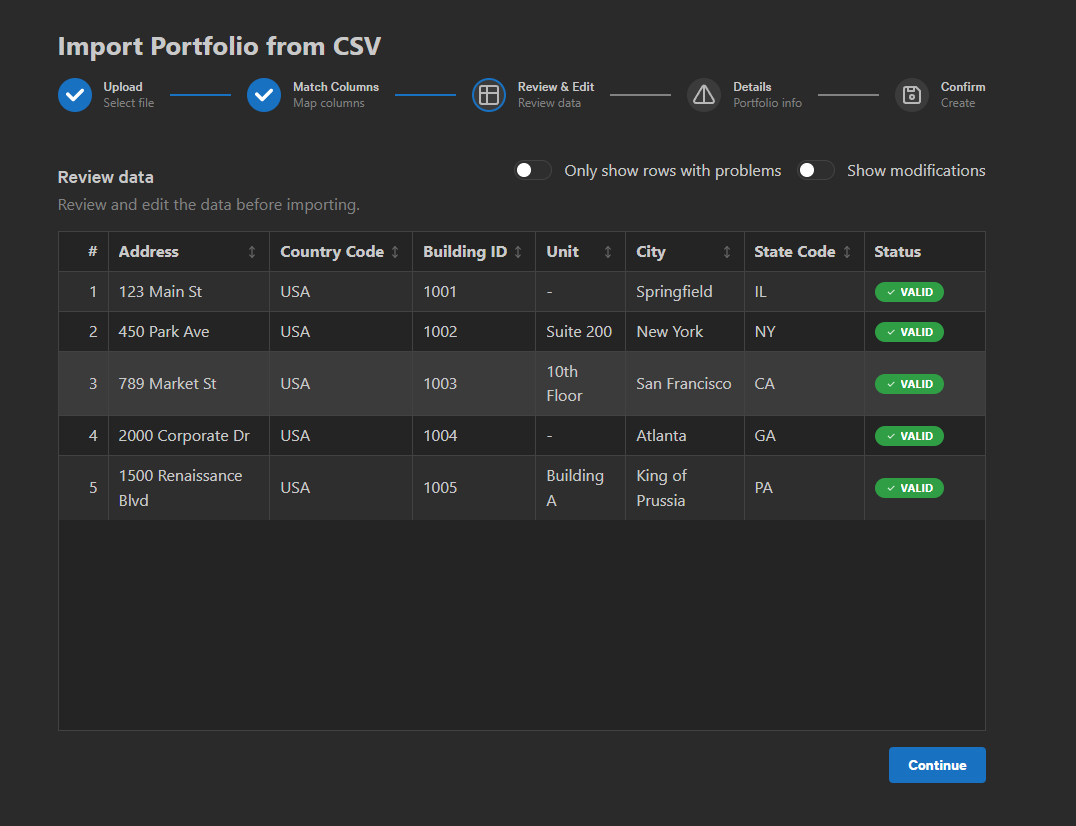 Import Portfolio from CSV
Upload
Select file
Match Columns
Map columns
Review & Edit
Review data
Details
Portfolio info
Confirm
Create
Review data
Only show rows with problems
Show modifications
Review and edit the data before importing.
# Address Country Code Building ID Unit City State Code Status
1 123 Main St USA 1001 - Springfield IL VALID
2 450 Park Ave USA 1002 Suite 200 New York NY VALID
3 789 Market St USA 1003 10th Floor San Francisco CA VALID
4 2000 Corporate Dr USA 1004 - Atlanta GA VALID
5 1500 Renaissance Blvd USA 1005 Building A King of Prussia PA VALID
Continue